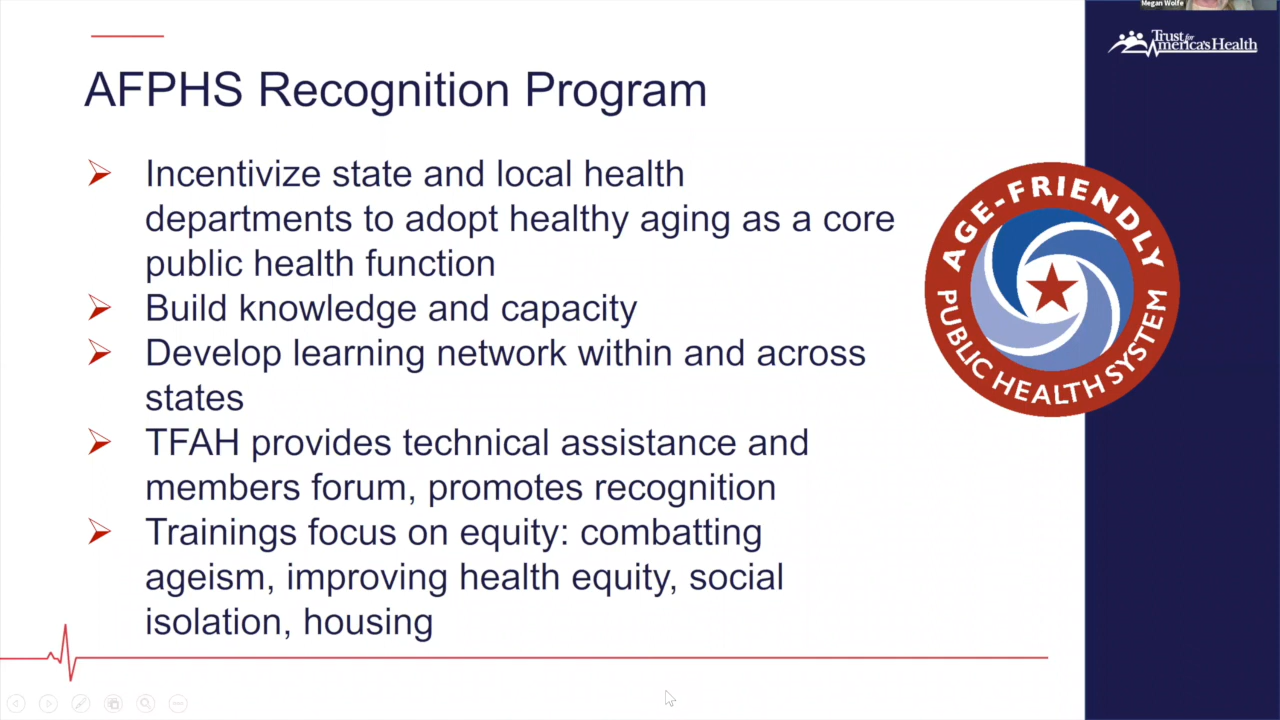 Megan Wolfe
Trust for
America's Health
AFPHS Recognition Program
Incentivize state and local health
departments to adopt healthy aging as a core
public health function
Build knowledge and capacity
Develop learning network within and across
states
TFAH provides technical assistance and
members forum, promotes recognition
Trainings focus on equity: combatting
ageism, improving health equity, social
isolation, housing
AGE-FRIENDLY
PUBLIC HEALTH SYSTEM